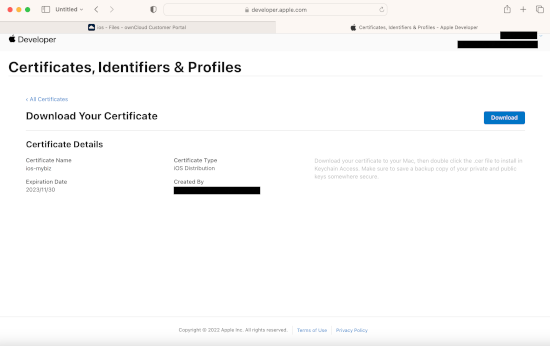 Untitled
developer.apple.com
ios - Files - ownCloud Customer Portal
Certificates, Identifiers & Profiles - Apple Developer
Developer
Certificates, Identifiers & Profiles
‹ All Certificates
Download Your Certificate
Download
Certificate Details
Certificate Name
ios-mybiz
Certificate Type
iOS Distribution
Download your certificate to your Mac, then double click the .cer file to install in
Keychain Access. Make sure to save a backup copy of your private and public
keys somewhere secure.
Expiration Date
2023/11/30
Created By
Copyright © 2022 Apple Inc. All rights reserved.
Terms of Use
Privacy Policy